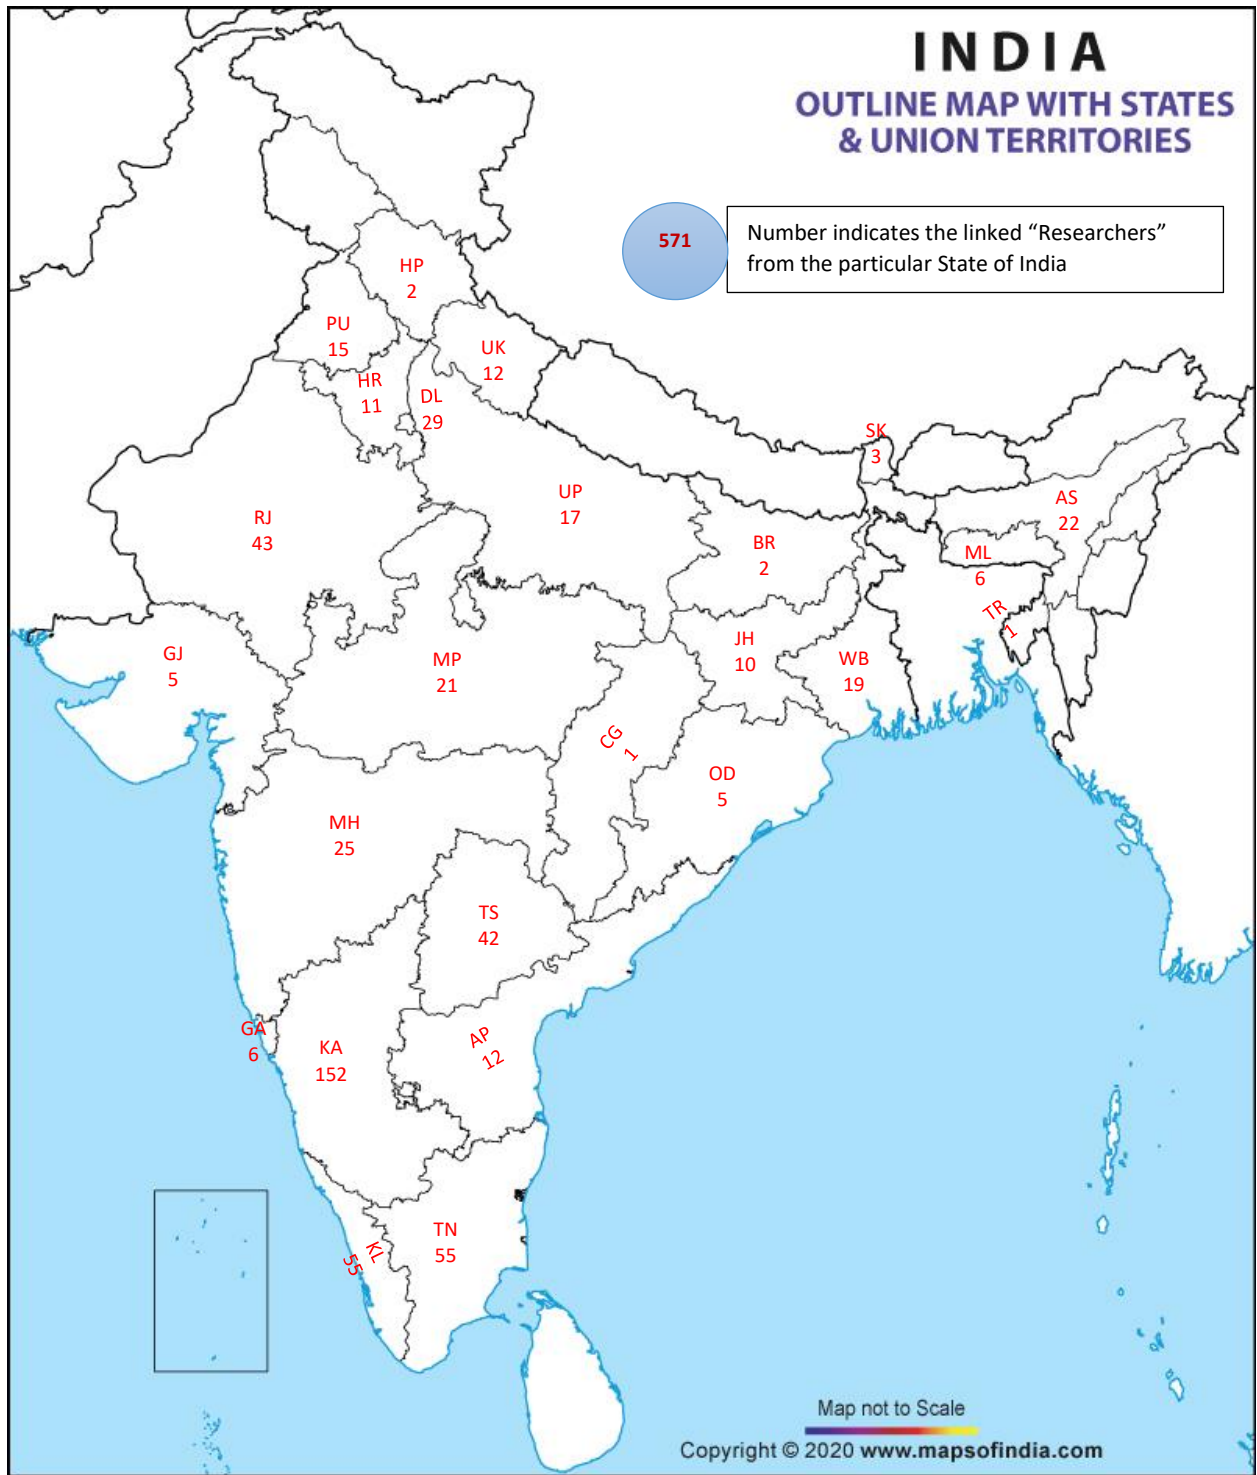 INDIA
OUTLINE MAP WITH STATES
& UNION TERRITORIES
571
Number indicates the linked “Researchers”
from the particular State of India
HP
2
PU
15
UK
12
HR
11
DL
29
SK
3
UP
17
AS
22
RJ
43
BR
2
ML
6
TR
1
JH
10
GJ
5
MP
21
WB
19
CG
1
OD
5
MH
25
TS
42
GA
6
KA
152
AP
12
TN
55
KL
55
Map not to Scale
Copyright © 2020 www.mapsofindia.com